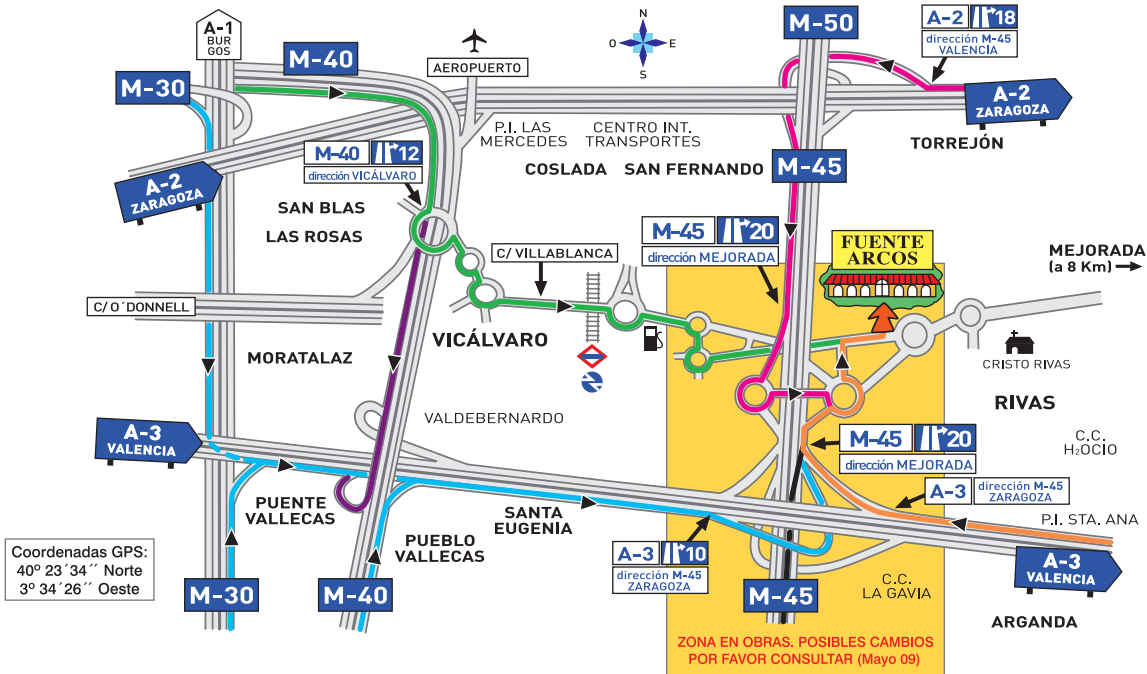 A-1
BUR
GOS
M-40
M-30
AEROPUERTO
N
O
E
S
M-50
A-2 18
dirección M-45
VALENCIA
A-2
ZARAGOZA
TORREJÓN
P.I. LAS
MERCEDES
CENTRO INT.
TRANSPORTES
COSLADA
SAN FERNANDO
M-45
M-40 12
dirección VICÁLVARO
A-2
ZARAGOZA
SAN BLAS
LAS ROSAS
C/ VILLABLANCA
M-45 20
dirección MEJORADA
FUENTE
ARCOS
MEJORADA
(a 8 Km)
C/ O´DONNELL
VICÁLVARO
MORATALAZ
CRISTO RIVAS
RIVAS
VALDEBERNARDO
A-3
VALENCIA
M-45 20
dirección MEJORADA
C.C.
H2OCIO
A-3
dirección M-45
ZARAGOZA
PUENTE
VALLECAS
SANTA
EUGENÍA
P.I. STA. ANA
PUEBLO
VALLECAS
A-3 10
dirección M-45
ZARAGOZA
Coordenadas GPS:
40º 23´34´´ Norte
3º 34´26´´ Oeste
M-30
M-40
M-45
C.C.
LA GAVIA
A-3
VALENCIA
ARGANDA
ZONA EN OBRAS. POSIBLES CAMBIOS
POR FAVOR CONSULTAR (Mayo 09)